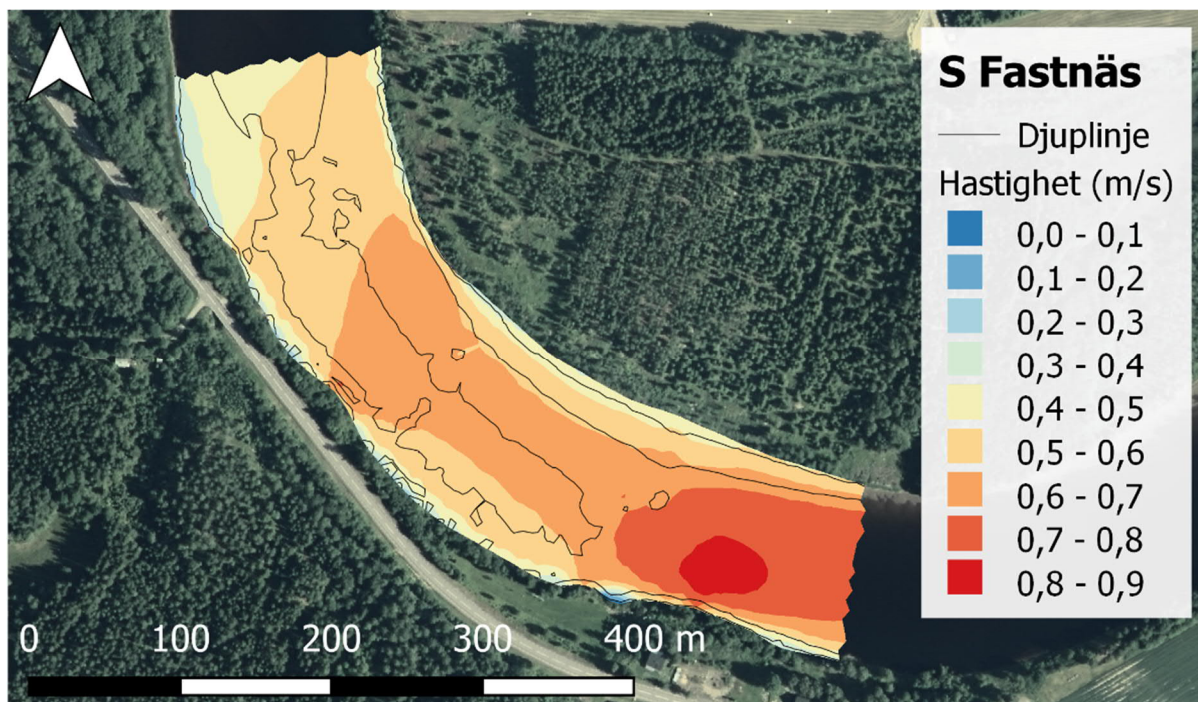 S Fastnäs
Djuplinje
Hastighet (m/s)
0,0 - 0,1
0,1 - 0,2
0,2 - 0,3
0,3 - 0,4
0,4 - 0,5
0,5 - 0,6
0,6 - 0,7
0,7 - 0,8
0,8 - 0,9
0 100 200 300 400 m